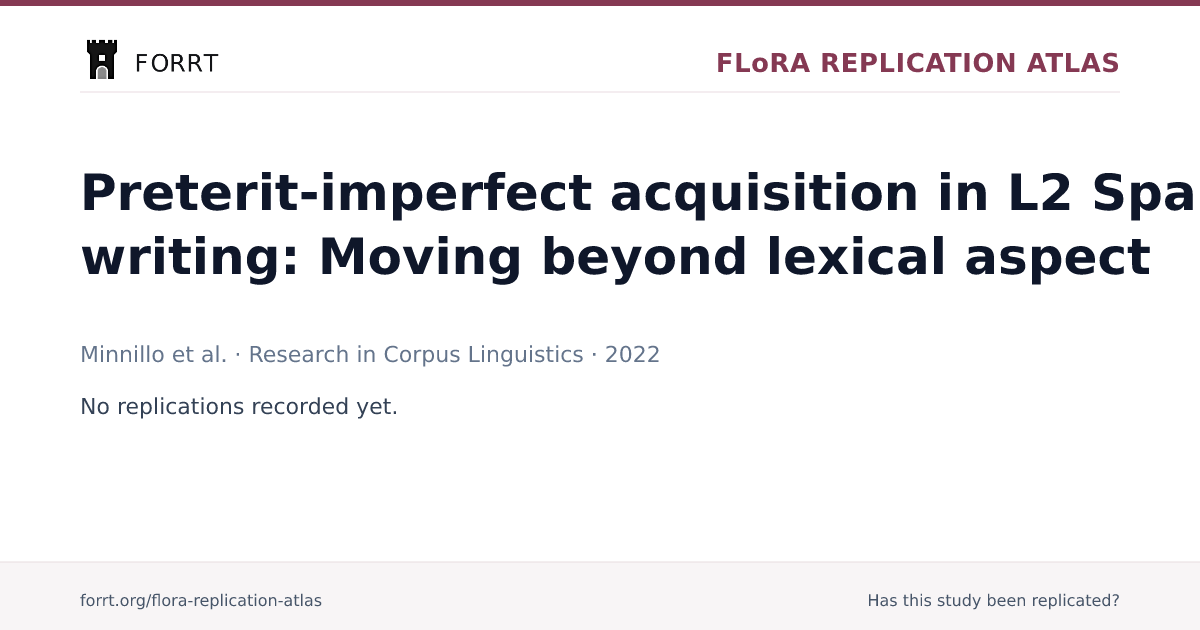 FORRT
FLoRA REPLICATION ATLAS
Preterit-imperfect acquisition in L2 Spa
writing: Moving beyond lexical aspect
Minnillo et al. · Research in Corpus Linguistics · 2022
No replications recorded yet.
forrt.org/flora-replication-atlas
Has this study been replicated?